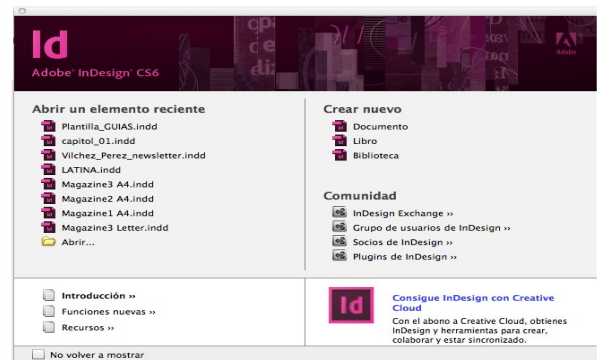 Id
Adobe® InDesign® CS6
Adobe
Abrir un elemento reciente
Plantilla_GUIAS.indd
capitol_01.indd
Vilchez_Perez_newsletter.indd
LATINA.indd
Magazine3 A4.indd
Magazine2 A4.indd
Magazine1 A4.indd
Magazine3 Letter.indd
Abrir...
Crear nuevo
Documento
Libro
Biblioteca
Comunidad
InDesign Exchange ››
Grupo de usuarios de InDesign ››
Socios de InDesign ››
Plugins de InDesign ››
Introducción ››
Funciones nuevas ››
Recursos ››
Id
Consigue InDesign con Creative
Cloud
Con el abono a Creative Cloud, obtienes
InDesign y herramientas para crear,
colaborar y estar sincronizado.
No volver a mostrar